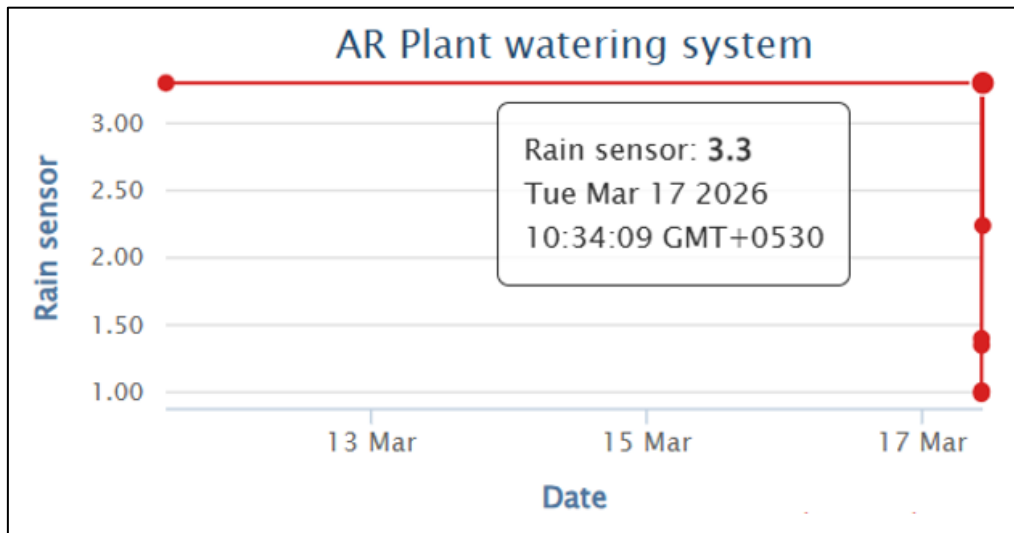 AR Plant watering system
3.00
2.50
2.00
1.50
1.00
Rain sensor
Rain sensor: 3.3
Tue Mar 17 2026
10:34:09 GMT+0530
13 Mar
15 Mar
17 Mar
Date